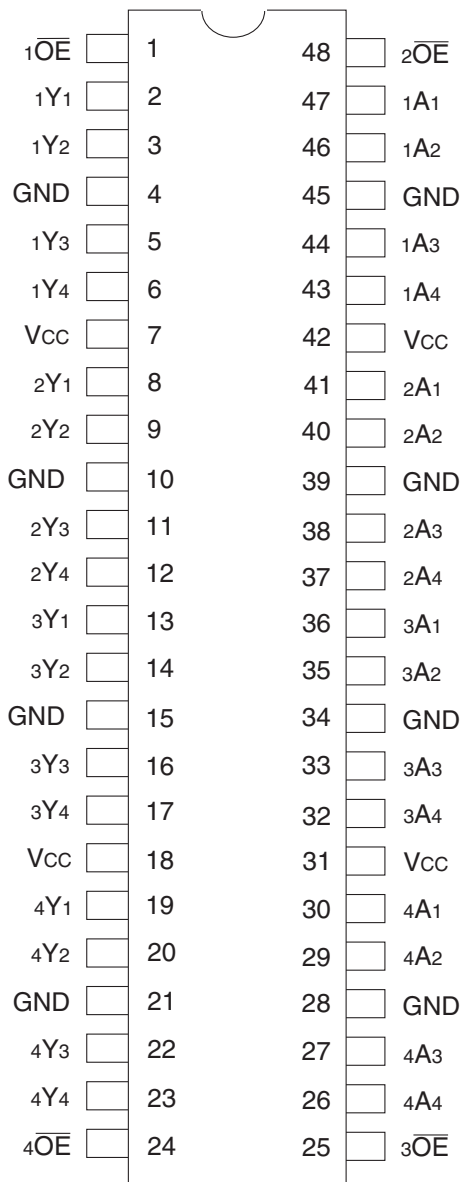 1O̅E̅ 1 48 2O̅E̅
1Y1 2 47 1A1
1Y2 3 46 1A2
GND 4 45 GND
1Y3 5 44 1A3
1Y4 6 43 1A4
VCC 7 42 VCC
2Y1 8 41 2A1
2Y2 9 40 2A2
GND 10 39 GND
2Y3 11 38 2A3
2Y4 12 37 2A4
3Y1 13 36 3A1
3Y2 14 35 3A2
GND 15 34 GND
3Y3 16 33 3A3
3Y4 17 32 3A4
VCC 18 31 VCC
4Y1 19 30 4A1
4Y2 20 29 4A2
GND 21 28 GND
4Y3 22 27 4A3
4Y4 23 26 4A4
4O̅E̅ 24 25 3O̅E̅